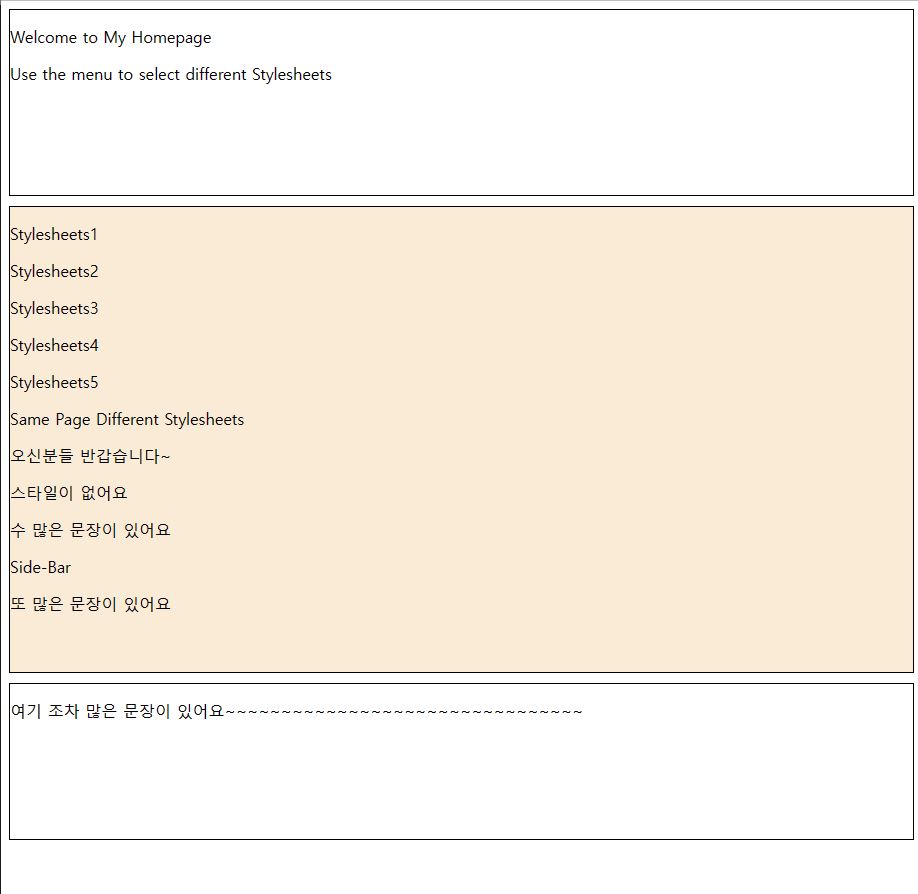 Welcome to My Homepage
Use the menu to select different Stylesheets
Stylesheets1
Stylesheets2
Stylesheets3
Stylesheets4
Stylesheets5
Same Page Different Stylesheets
오신분들 반갑습니다~
스타일이 없어요
수 많은 문장이 있어요
Side-Bar
또 많은 문장이 있어요
여기 조차 많은 문장이 있어요~~~~~~~~~~~~~~~~~~~~~~~~~~~~~~~~